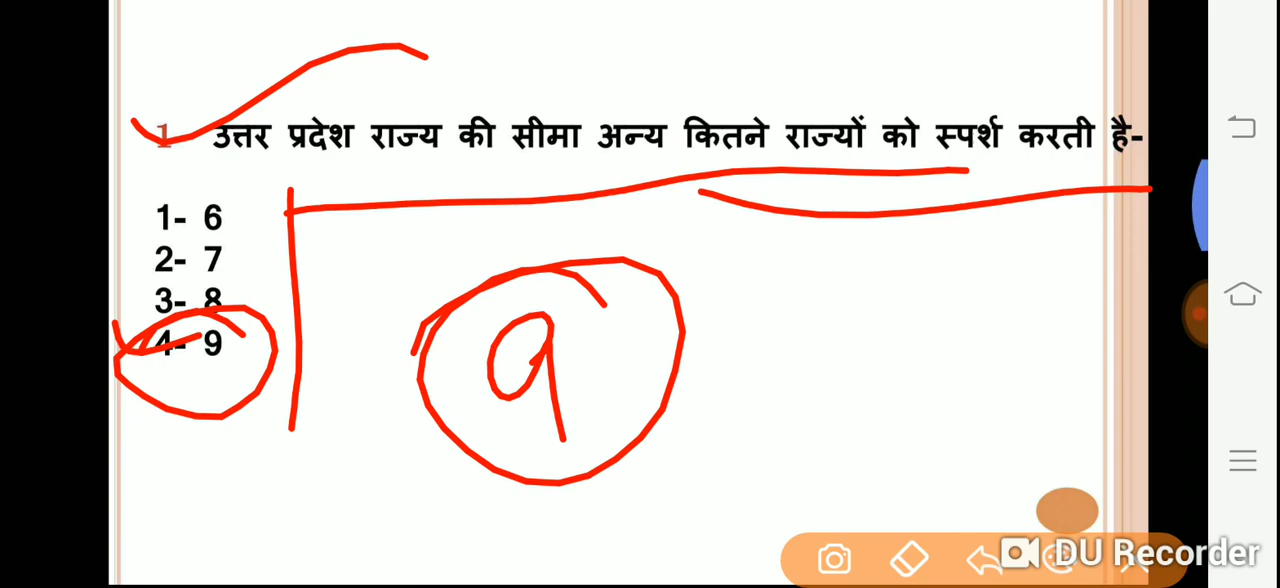 1 उत्तर प्रदेश राज्य की सीमा अन्य कितने राज्यों को स्पर्श करती है-
1- 6
2- 7
3- 8
4- 9
9
DU Recorder